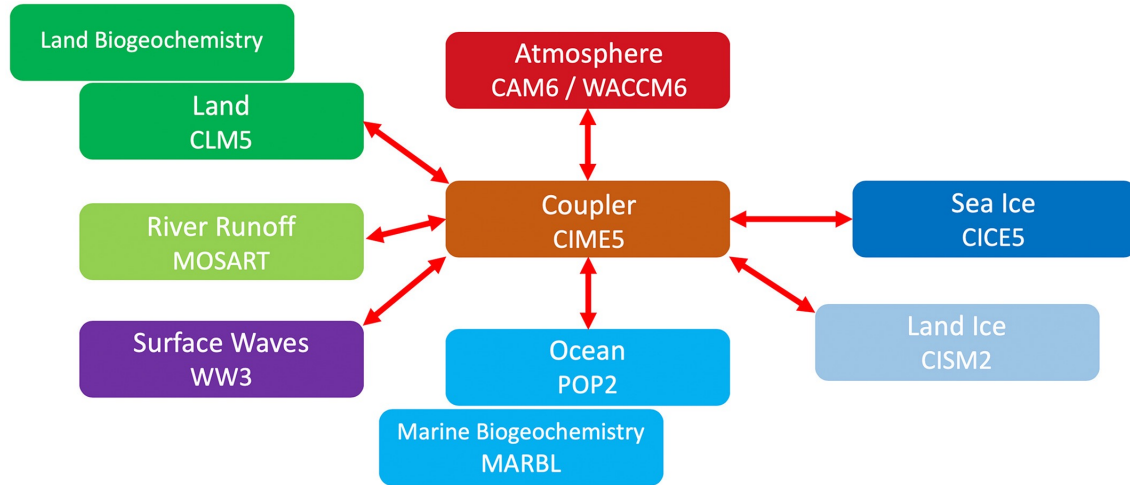 Land Biogeochemistry
Atmosphere
CAM6 / WACCM6
Land
CLM5
Coupler
CIME5
Sea Ice
CICE5
River Runoff
MOSART
Surface Waves
WW3
Ocean
POP2
Land Ice
CISM2
Marine Biogeochemistry
MARBL